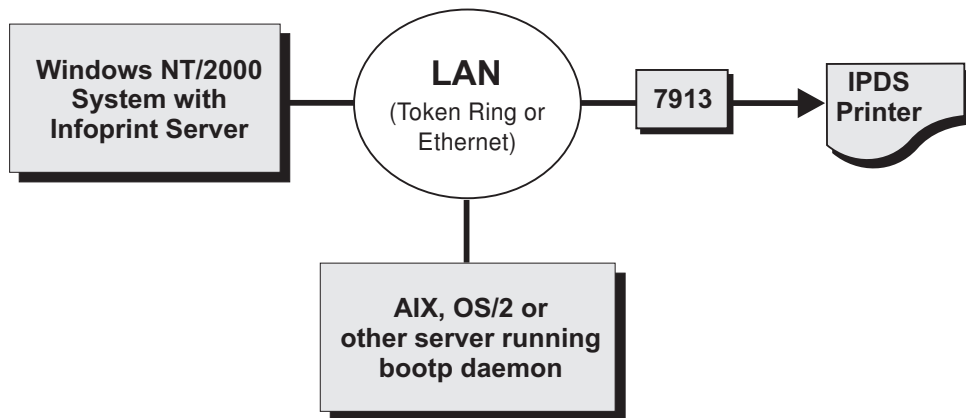 Windows NT/2000
System with
Infoprint Server
LAN
(Token Ring or
Ethernet)
7913
IPDS
Printer
AIX, OS/2 or
other server running
bootp daemon